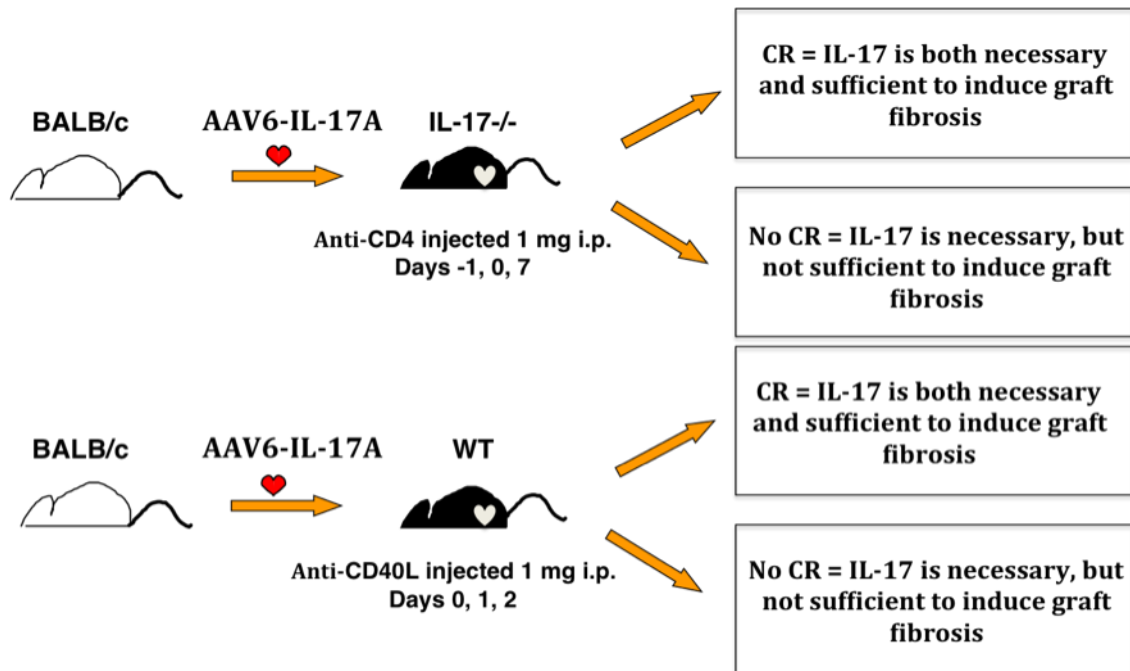 BALB/c
AAV6-IL-17A
IL-17-/-
Anti-CD4 injected 1 mg i.p.
Days -1, 0, 7
CR = IL-17 is both necessary
and sufficient to induce graft
fibrosis
No CR = IL-17 is necessary, but
not sufficient to induce graft
fibrosis
BALB/c
AAV6-IL-17A
WT
Anti-CD40L injected 1 mg i.p.
Days 0, 1, 2
CR = IL-17 is both necessary
and sufficient to induce graft
fibrosis
No CR = IL-17 is necessary, but
not sufficient to induce graft
fibrosis